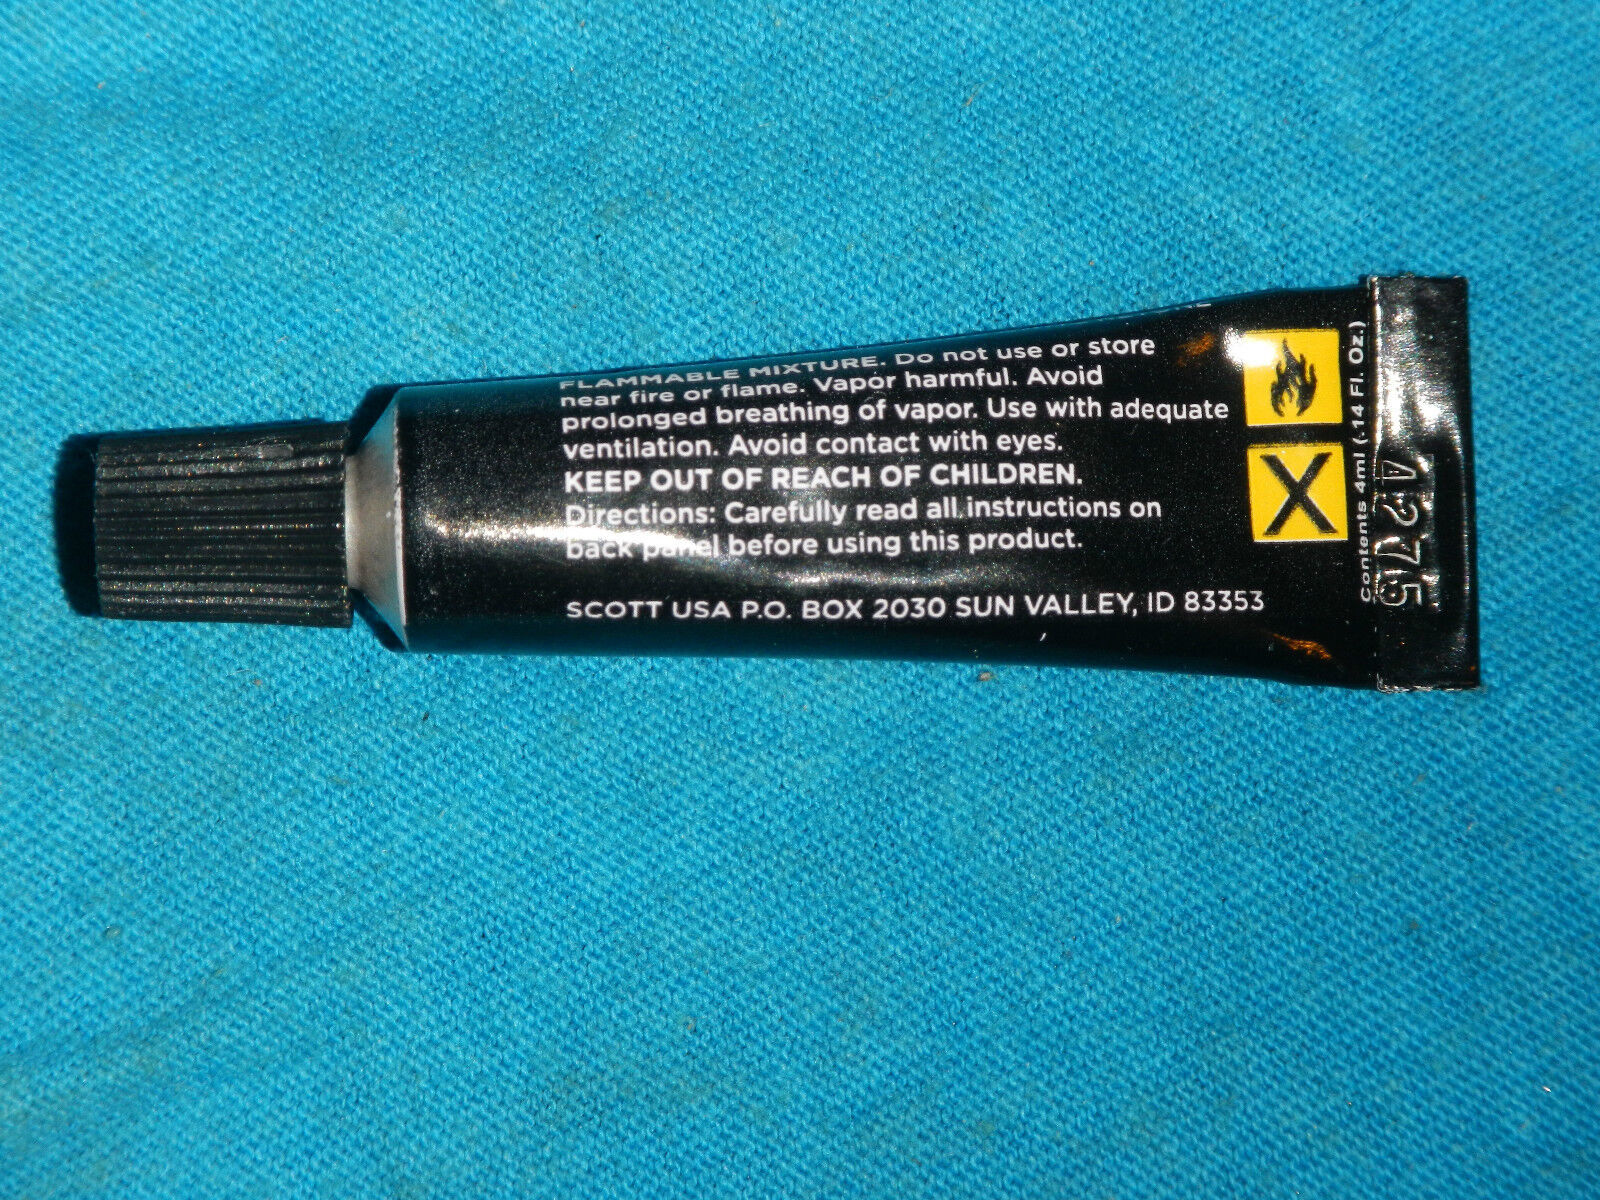 FLAMMABLE MIXTURE. Do not use or store
near fire or flame. Vapor harmful. Avoid
prolonged breathing of vapor. Use with adequate
ventilation. Avoid contact with eyes.
KEEP OUT OF REACH OF CHILDREN.
Directions: Carefully read all instructions on
back panel before using this product.
SCOTT USA P.O. BOX 2030 SUN VALLEY, ID 83353
X
Contents 4ml (.14 Fl. Oz.)
4275